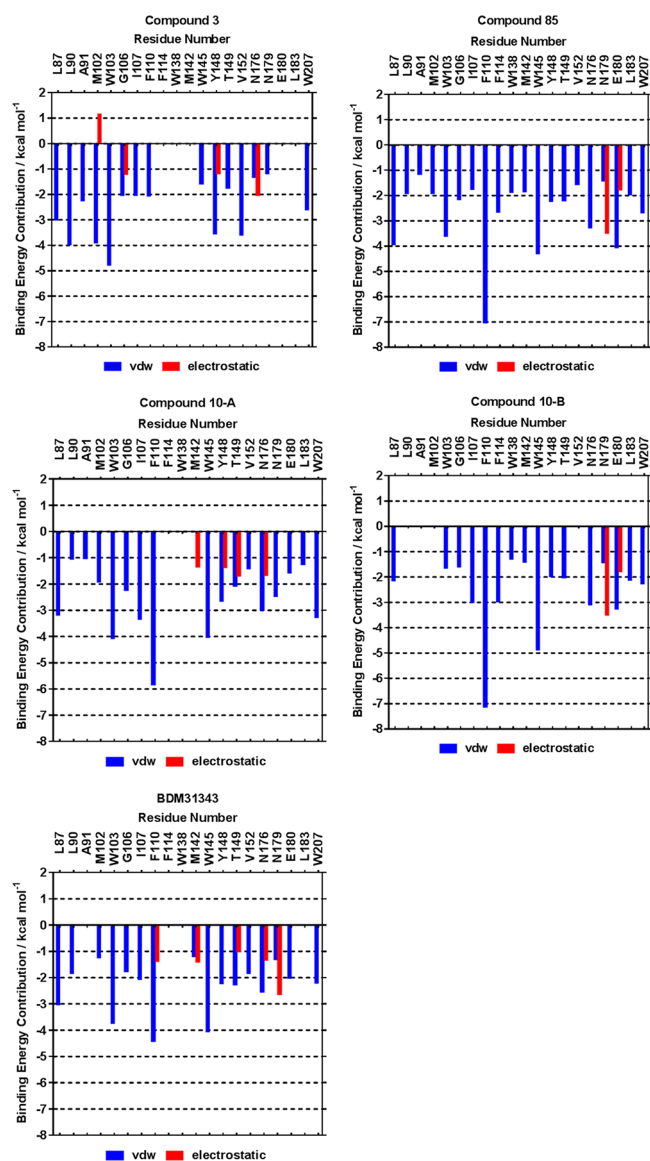 Compound 3
Residue Number
L87 L90 A91 M102 W103 G106 I107 F110 F114 W138 M142 W145 Y148 T149 V152 N176 N179 E180 L183 W207
Binding Energy Contribution / kcal mol-1
2
1
0
-1
-2
-3
-4
-5
-6
-7
-8
vdw electrostatic
Compound 85
Residue Number
L87 L90 A91 M102 W103 G106 I107 F110 F114 W138 M142 W145 Y148 T149 V152 N176 N179 E180 L183 W207
Binding Energy Contribution / kcal mol-1
2
1
0
-1
-2
-3
-4
-5
-6
-7
-8
vdw electrostatic
Compound 10-A
Residue Number
L87 L90 A91 M102 W103 G106 I107 F110 F114 W138 M142 W145 Y148 T149 V152 N176 N179 E180 L183 W207
Binding Energy Contribution / kcal mol-1
2
1
0
-1
-2
-3
-4
-5
-6
-7
-8
vdw electrostatic
Compound 10-B
Residue Number
L87 L90 A91 M102 W103 G106 I107 F110 F114 W138 M142 W145 Y148 T149 V152 N176 N179 E180 L183 W207
Binding Energy Contribution / kcal mol-1
2
1
0
-1
-2
-3
-4
-5
-6
-7
-8
vdw electrostatic
BDM31343
Residue Number
L87 L90 A91 M102 W103 G106 I107 F110 F114 W138 M142 W145 Y148 T149 V152 N176 N179 E180 L183 W207
Binding Energy Contribution / kcal mol-1
2
1
0
-1
-2
-3
-4
-5
-6
-7
-8
vdw electrostatic